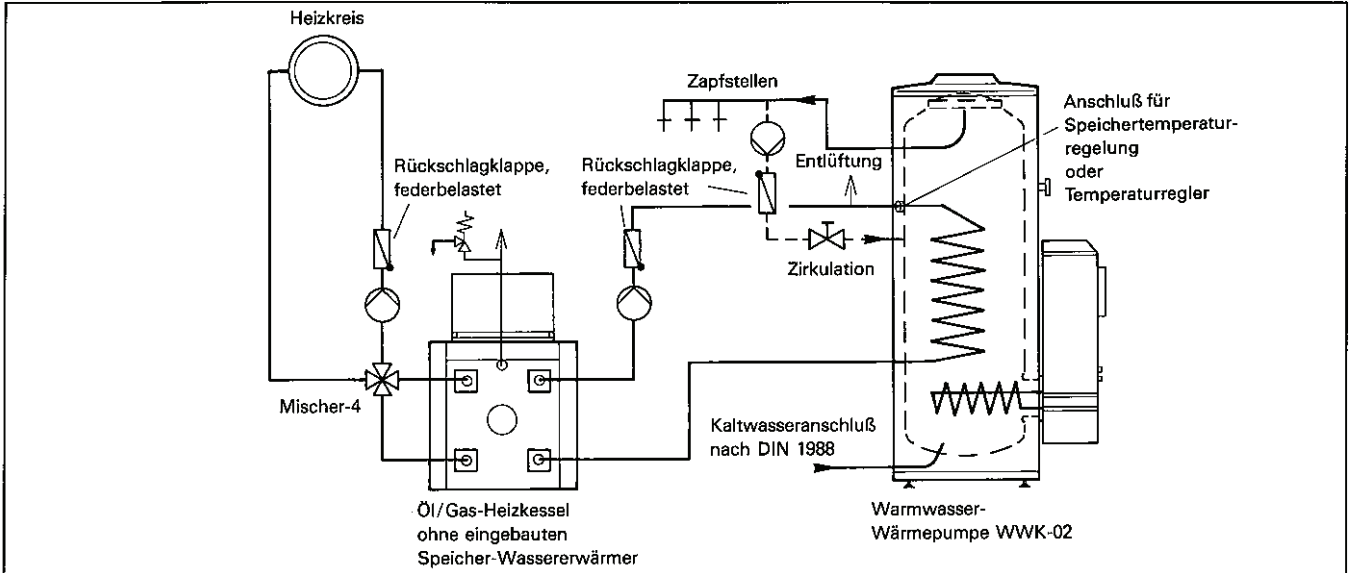 Heizkreis
Zapfstellen
Anschluß für
Speichertemperatur-
regelung
oder
Temperaturregler
Rückschlagklappe,
federbelastet
Rückschlagklappe,
federbelastet
Entlüftung
Zirkulation
Mischer-4
Kaltwasseranschluß
nach DIN 1988
Öl/Gas-Heizkessel
ohne eingebauten
Speicher-Wassererwärmer
Warmwasser-
Wärmepumpe WWK-02